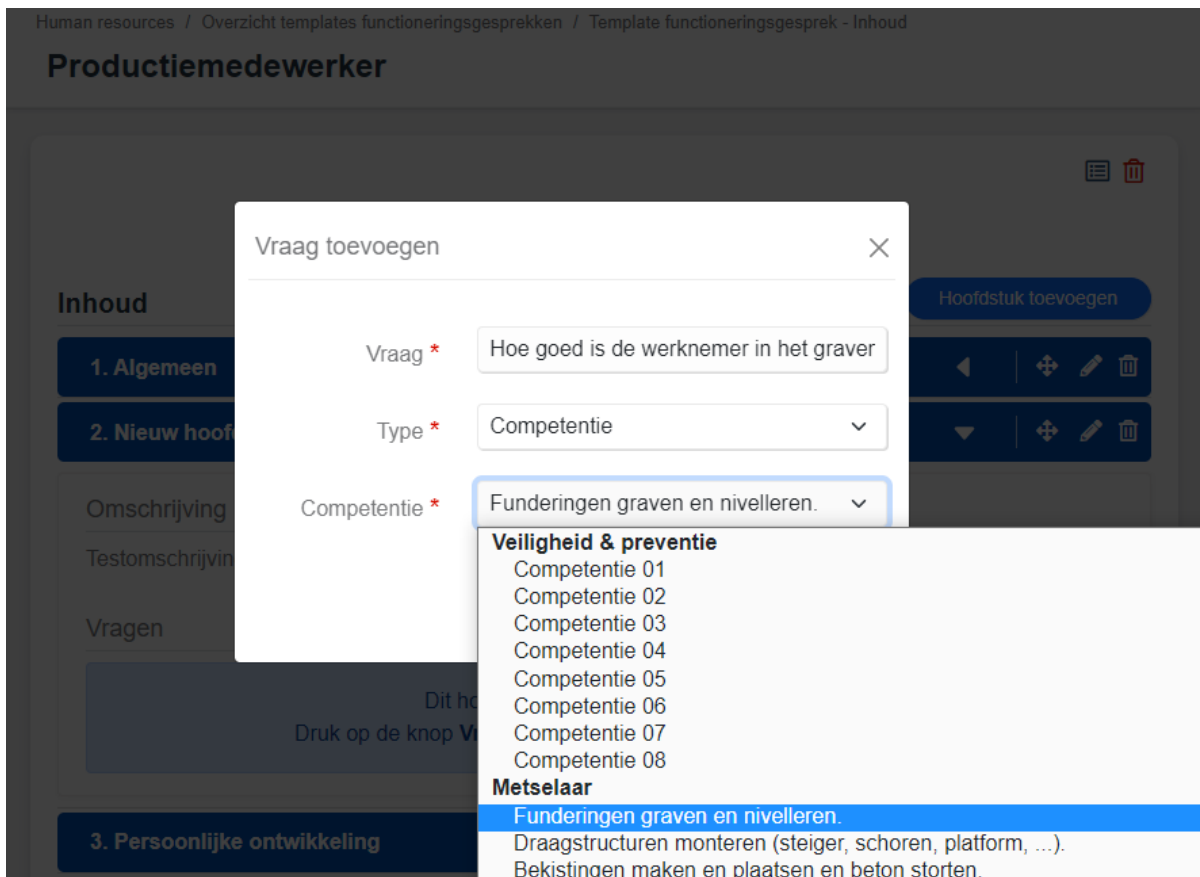 Human resources / Overzicht templates functioneringsgesprekken / Template functioneringsgesprek - Inhoud
Productiemedewerker
Vraag toevoegen
Inhoud
Hoofdstuk toevoegen
Vraag * Hoe goed is de werknemer in het graver
1. Algemeen
Type * Competentie
2. Nieuw hoof
Competentie * Funderingen graven en nivelleren.
Omschrijving
Testomschrijvin
Vragen
Dit ho
Druk op de knop V
3. Persoonlijke ontwikkeling
Veiligheid & preventie
Competentie 01
Competentie 02
Competentie 03
Competentie 04
Competentie 05
Competentie 06
Competentie 07
Competentie 08
Metselaar
Funderingen graven en nivelleren.
Draagstructuren monteren (steiger, schoren, platform, ...).
Bekistingen maken en plaatsen en beton storten.